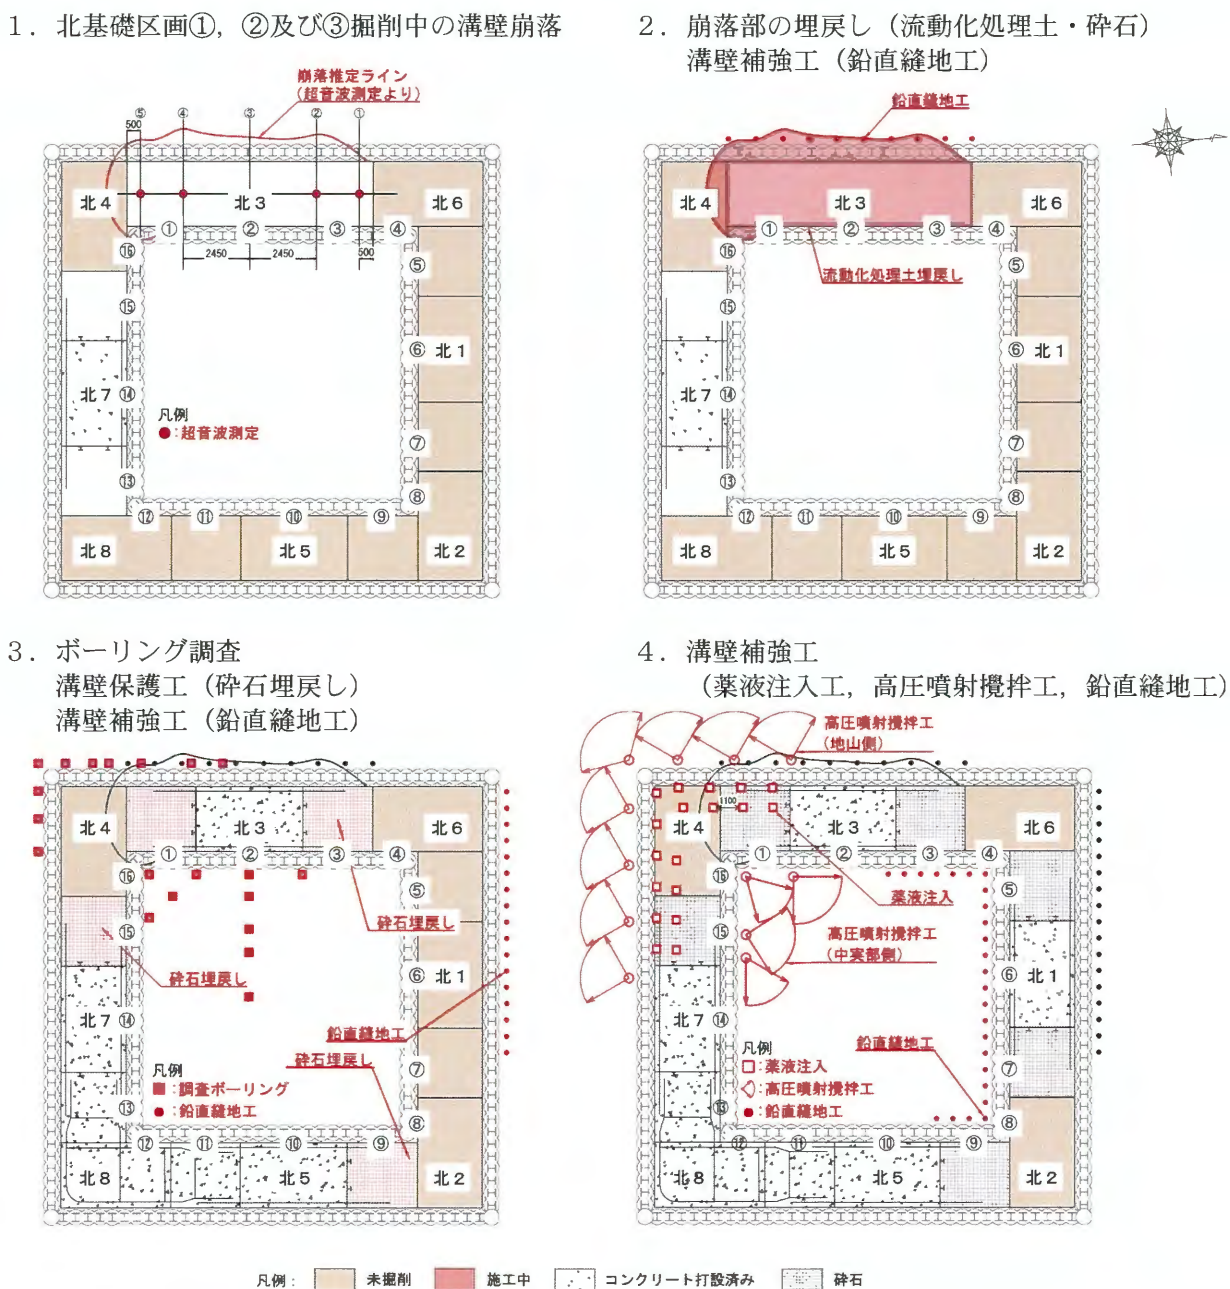 1．北基礎区画①，②及び③掘削中の溝壁崩落
崩落推定ライン
(超音波測定より)
⑤ ④ ③ ② ①
500
北4
北3
北6
① ② ③ ④
2450 2450 500
⑯
⑤
⑮
⑥ 北1
北7 ⑭
凡例
●:超音波測定
⑦
⑬
⑧
⑫ ⑪ ⑩ ⑨
北8
北5
北2
2．崩落部の埋戻し（流動化処理土・砕石）
溝壁補強工（鉛直縫地工）
鉛直縫地工
北4
北3
北6
① ② ③ ④
⑯
⑤
流動化処理土埋戻し
⑮
⑥ 北1
北7 ⑭
⑦
⑬
⑧
⑫ ⑪ ⑩ ⑨
北8
北5
北2
3．ボーリング調査
溝壁保護工（砕石埋戻し）
溝壁補強工（鉛直縫地工）
北4
北3
北6
① ② ③ ④
⑯
⑤
砕石埋戻し
⑮
砕石埋戻し
⑥ 北1
北7 ⑭
鉛直縫地工
砕石埋戻し
凡例
■:調査ボーリング
●:鉛直縫地工
⑦
⑬
⑧
⑫ ⑪ ⑩ ⑨
北8
北5
北2
4．溝壁補強工
（薬液注入工，高圧噴射攪拌工，鉛直縫地工）
高圧噴射攪拌工
(地山側)
1100
北4
北3
北6
① ② ③ ④
⑯
⑤
薬液注入
⑮
高圧噴射攪拌工
(中実部側)
⑥ 北1
北7 ⑭
鉛直縫地工
凡例
□:薬液注入
:高圧噴射攪拌工
●:鉛直縫地工
⑦
⑬
⑧
⑫ ⑪ ⑩ ⑨
北8
北5
北2
凡例： 未掘削 施工中 コンクリート打設済み 砕石